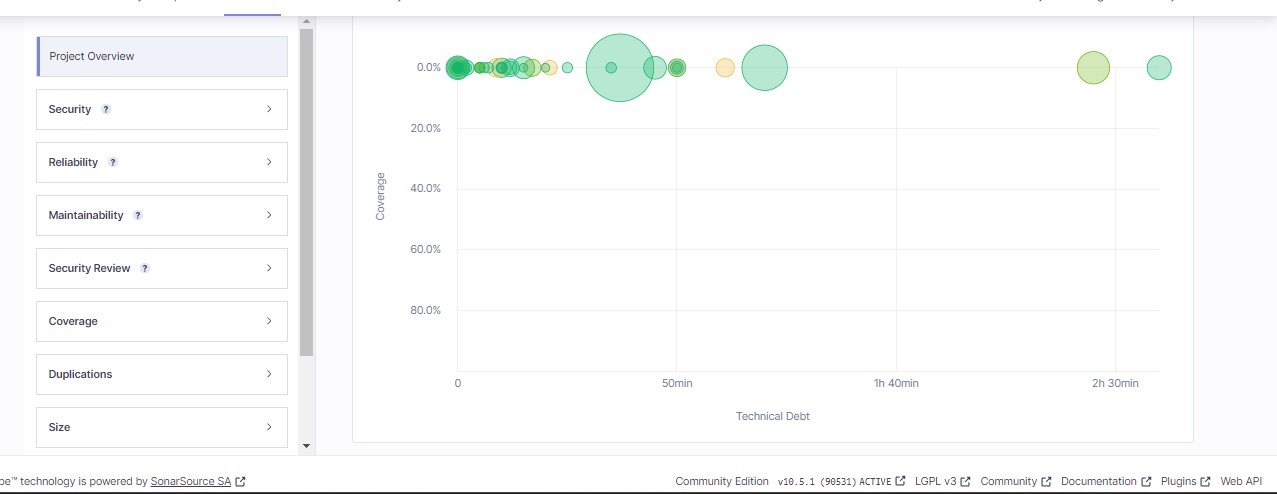 Project Overview
Security ?
Reliability ?
Maintainability ?
Security Review ?
Coverage
Duplications
Size
0.0%
20.0%
40.0%
60.0%
80.0%
Coverage
0 50min 1h 40min 2h 30min
Technical Debt
be™ technology is powered by SonarSource SA Community Edition v10.5.1 (90531) ACTIVE LGPL v3 Community Documentation Plugins Web API